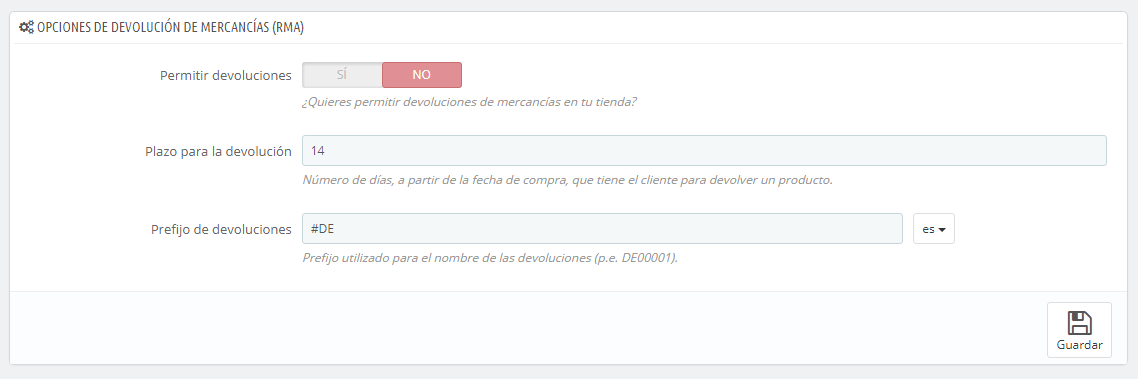 OPCIONES DE DEVOLUCIÓN DE MERCANCÍAS (RMA)
Permitir devoluciones SÍ NO
¿Quieres permitir devoluciones de mercancías en tu tienda?
Plazo para la devolución 14
Número de días, a partir de la fecha de compra, que tiene el cliente para devolver un producto.
Prefijo de devoluciones #DE es
Prefijo utilizado para el nombre de las devoluciones (p.e. DE00001).
Guardar